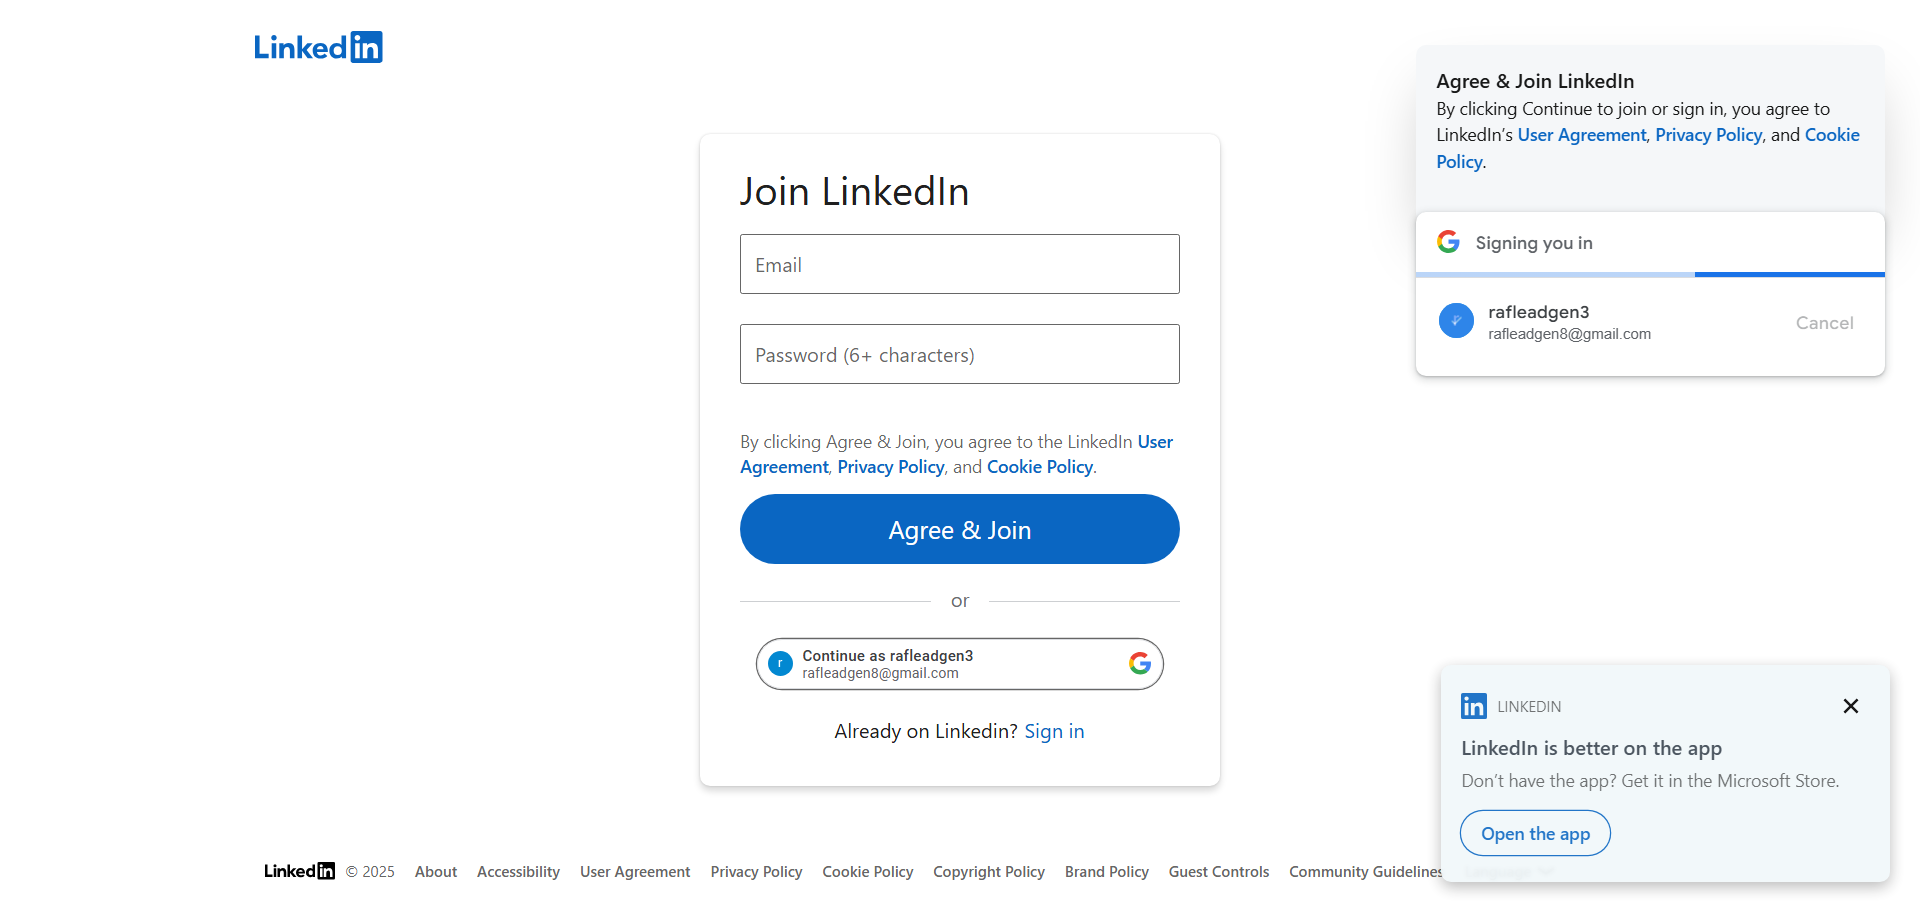 LinkedIn
Join LinkedIn
Email
Password (6+ characters)
By clicking Agree & Join, you agree to the LinkedIn User
Agreement, Privacy Policy, and Cookie Policy.
Agree & Join
or
r
Continue as rafleadgen3
rafleadgen8@gmail.com
Already on Linkedin? Sign in
Agree & Join LinkedIn
By clicking Continue to join or sign in, you agree to
LinkedIn’s User Agreement, Privacy Policy, and Cookie
Policy.
Signing you in
rafleadgen3
rafleadgen8@gmail.com
Cancel
in LINKEDIN
LinkedIn is better on the app
Don’t have the app? Get it in the Microsoft Store.
Open the app
LinkedIn © 2025 About Accessibility User Agreement Privacy Policy Cookie Policy Copyright Policy Brand Policy Guest Controls Community Guidelines